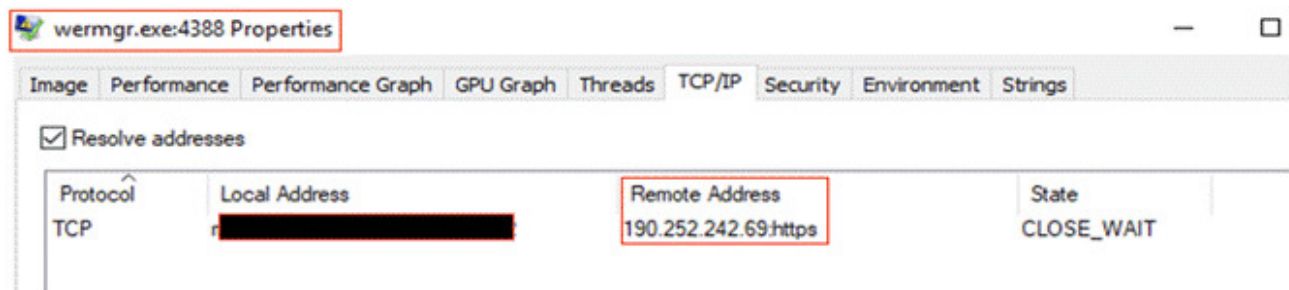 wermgr.exe:4388 Properties
Image Performance Performance Graph GPU Graph Threads TCP/IP Security Environment Strings
Resolve addresses
Protocol Local Address Remote Address State
TCP 190.252.242.69:https CLOSE_WAIT